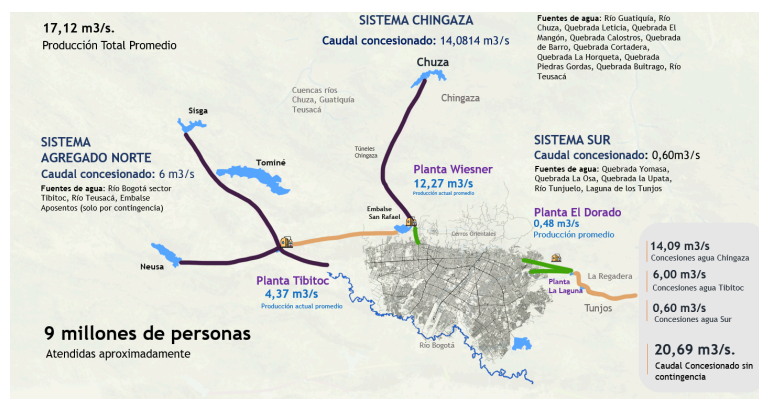 17,12 m3/s.
Producción Total Promedio
SISTEMA CHINGAZA
Caudal concesionado: 14,0814 m3/s
Fuentes de agua: Río Guatiquía, Río
Chuza, Quebrada Leticia, Quebrada El
Mangón, Quebrada Calostros, Quebrada
de Barro, Quebrada Cortadera,
Quebrada La Horqueta, Quebrada
Piedras Gordas, Quebrada Buitrago, Río
Teusacá
Chuza
Chingaza
Cuencas ríos
Chuza, Guatiquía
Teusacá
Sisga
SISTEMA
AGREGADO NORTE
Caudal concesionado: 6 m3/s
Fuentes de agua: Río Bogotá sector
Tibitoc, Río Teusacá, Embalse
Aposentos (solo por contingencia)
Tominé
Túneles
Chingaza
Planta Wiesner
12,27 m3/s
Producción actual promedio
SISTEMA SUR
Caudal concesionado: 0,60m3/s
Fuentes de agua: Quebrada Yomasa,
Quebrada La Osa, Quebrada la Upata,
Río Tunjuelo, Laguna de los Tunjos
Embalse
San Rafael
Cerros Orientales
Planta El Dorado
0,48 m3/s
Producción promedio
Neusa
Planta Tibitoc
4,37 m3/s
Producción actual promedio
Planta
La Laguna
La Regadera
Tunjos
14,09 m3/s
Concesiones agua Chingaza
6,00 m3/s
Concesiones agua Tibitoc
0,60 m3/s
Concesiones agua Sur
20,69 m3/s.
Caudal Concesionado sin
contingencia
9 millones de personas
Atendidas aproximadamente
Río Bogotá